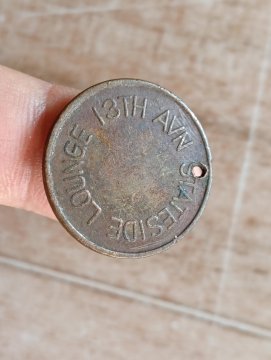 STATESIDE LOUNGE 13TH AVN